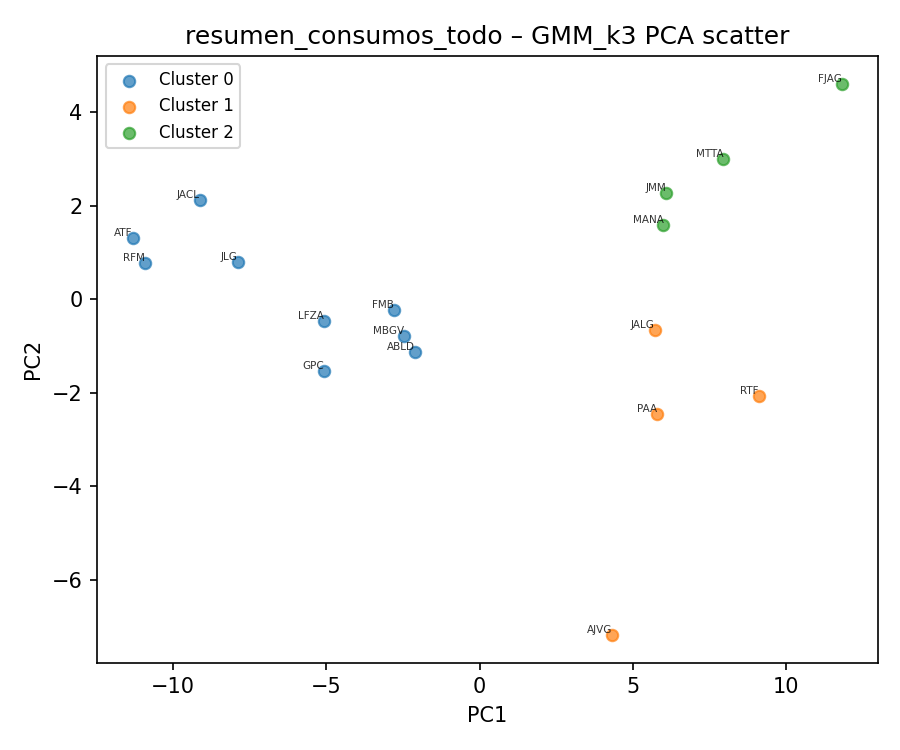 resumen_consumos_todo – GMM_k3 PCA scatter
Cluster 0
Cluster 1
Cluster 2
FJAG
MTTA
JMM
MANA
JACL
ATF
RFM
JLG
LFZA
FMB
MBGV
ABLD
GPC
JALG
RTF
PAA
AJVG
4
2
0
−2
−4
−6
PC2
−10
−5
0
5
10
PC1